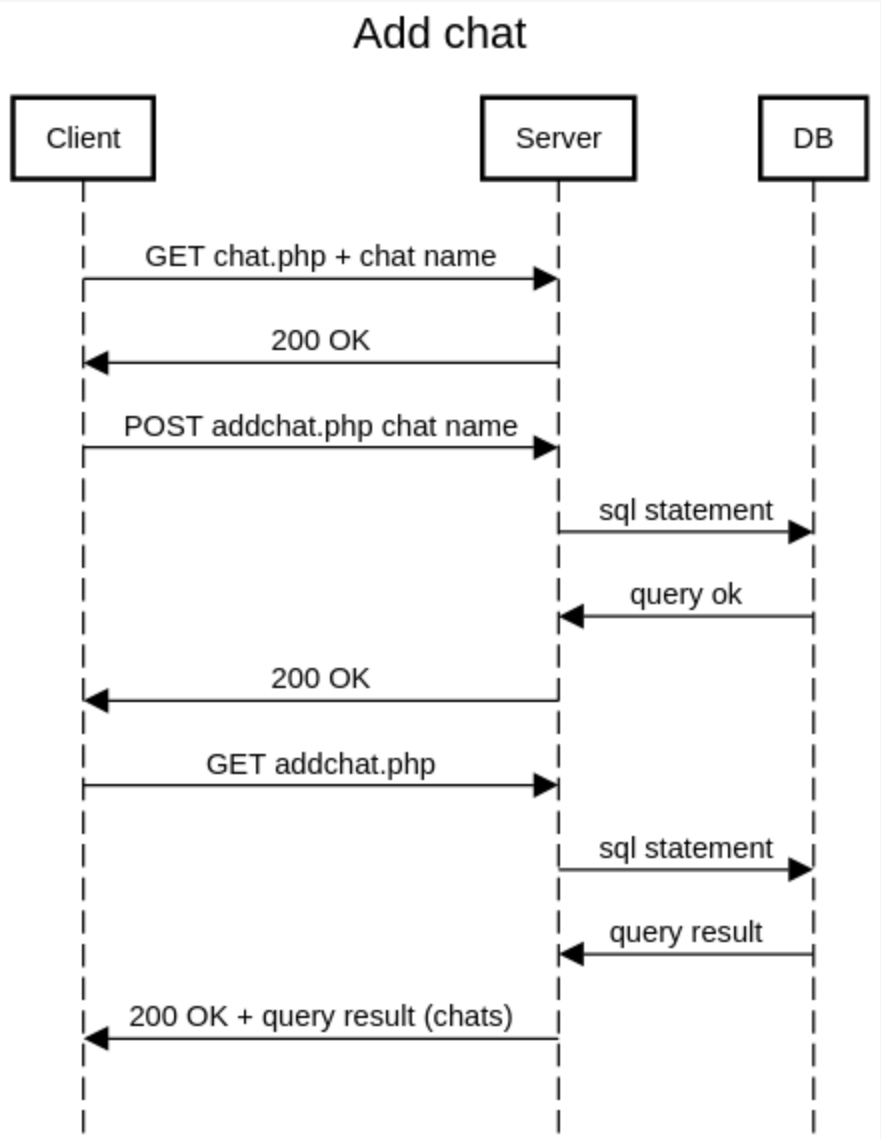 Add chat
Client
Server
DB
GET chat.php + chat name
200 OK
POST addchat.php chat name
sql statement
query ok
200 OK
GET addchat.php
sql statement
query result
200 OK + query result (chats)